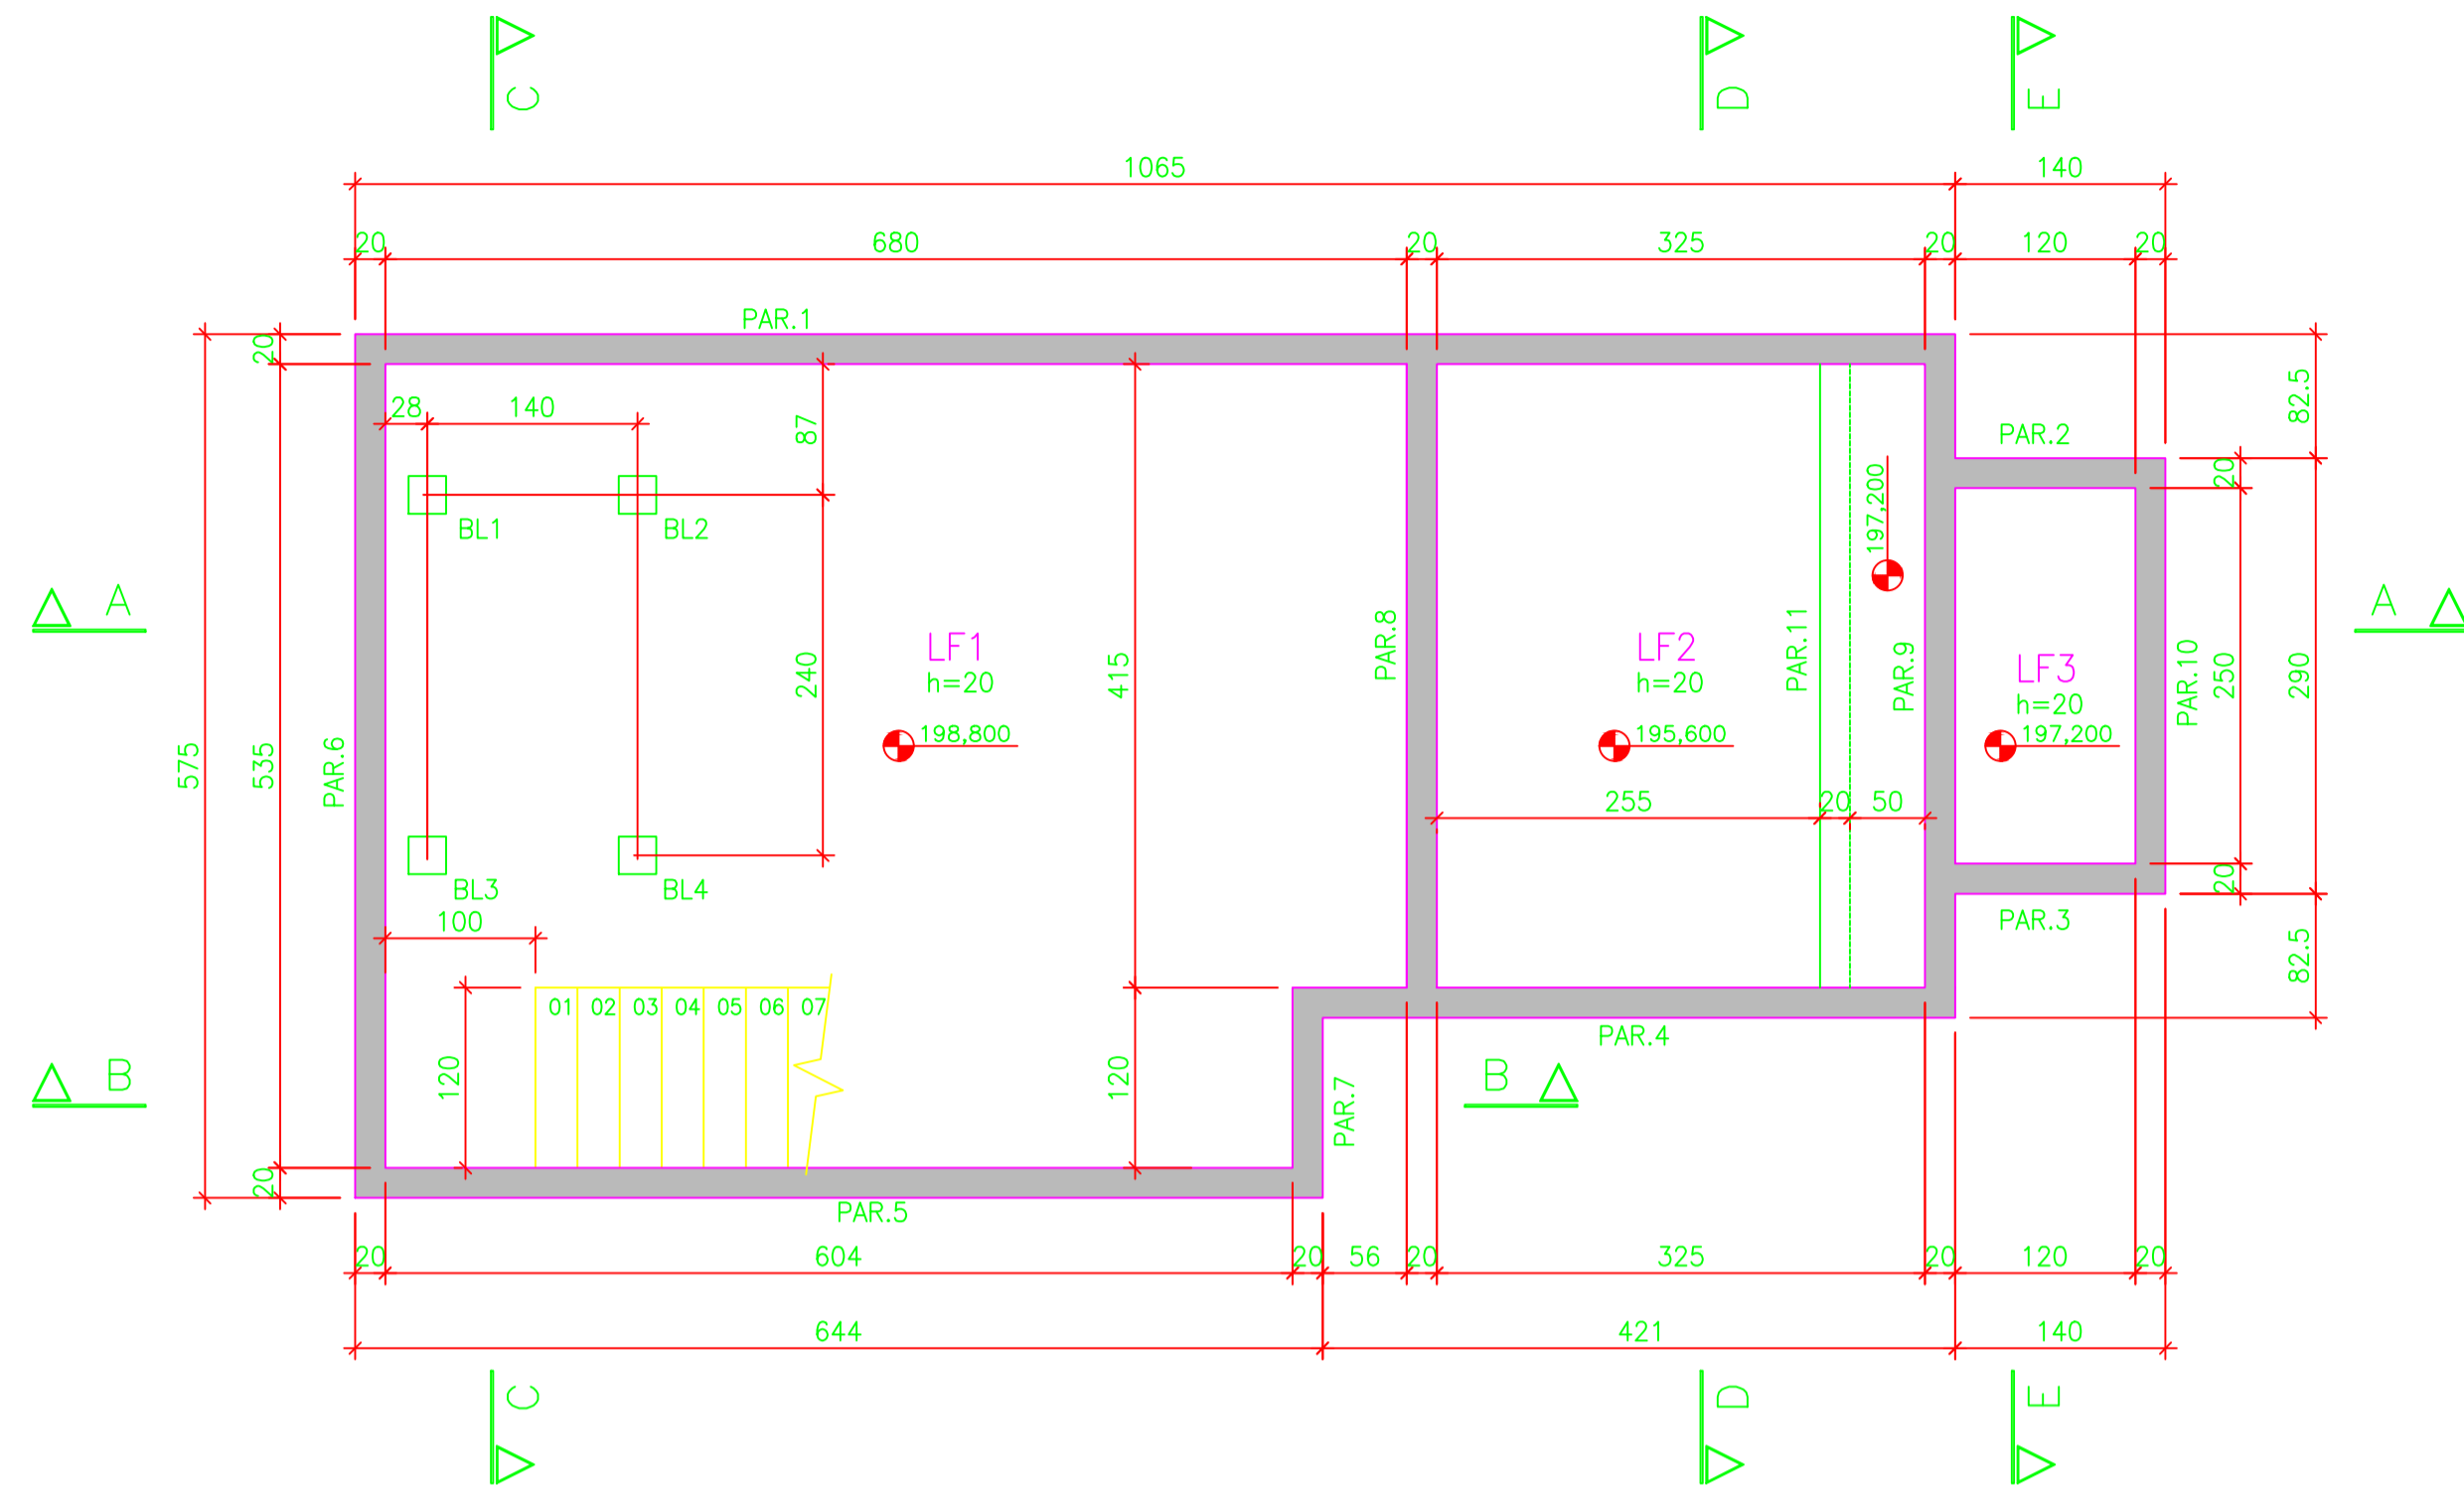 C
D
E
1065
140
20
680
20
325
20
120
20
PAR.1
20
28
140
87
82.5
PAR.2
20
197,200
BL1
BL2
A
A
LF1
h=20
198,800
240
415
PAR.8
LF2
h=20
195,600
PAR.11
PAR.9
LF3
h=20
197,200
PAR.10
250
290
575
535
PAR.6
255
20
50
BL3
BL4
20
100
PAR.3
82.5
01
02
03
04
05
06
07
120
120
PAR.4
B
B
PAR.7
20
PAR.5
20
604
20
56
20
325
20
120
20
644
421
140
C
D
E